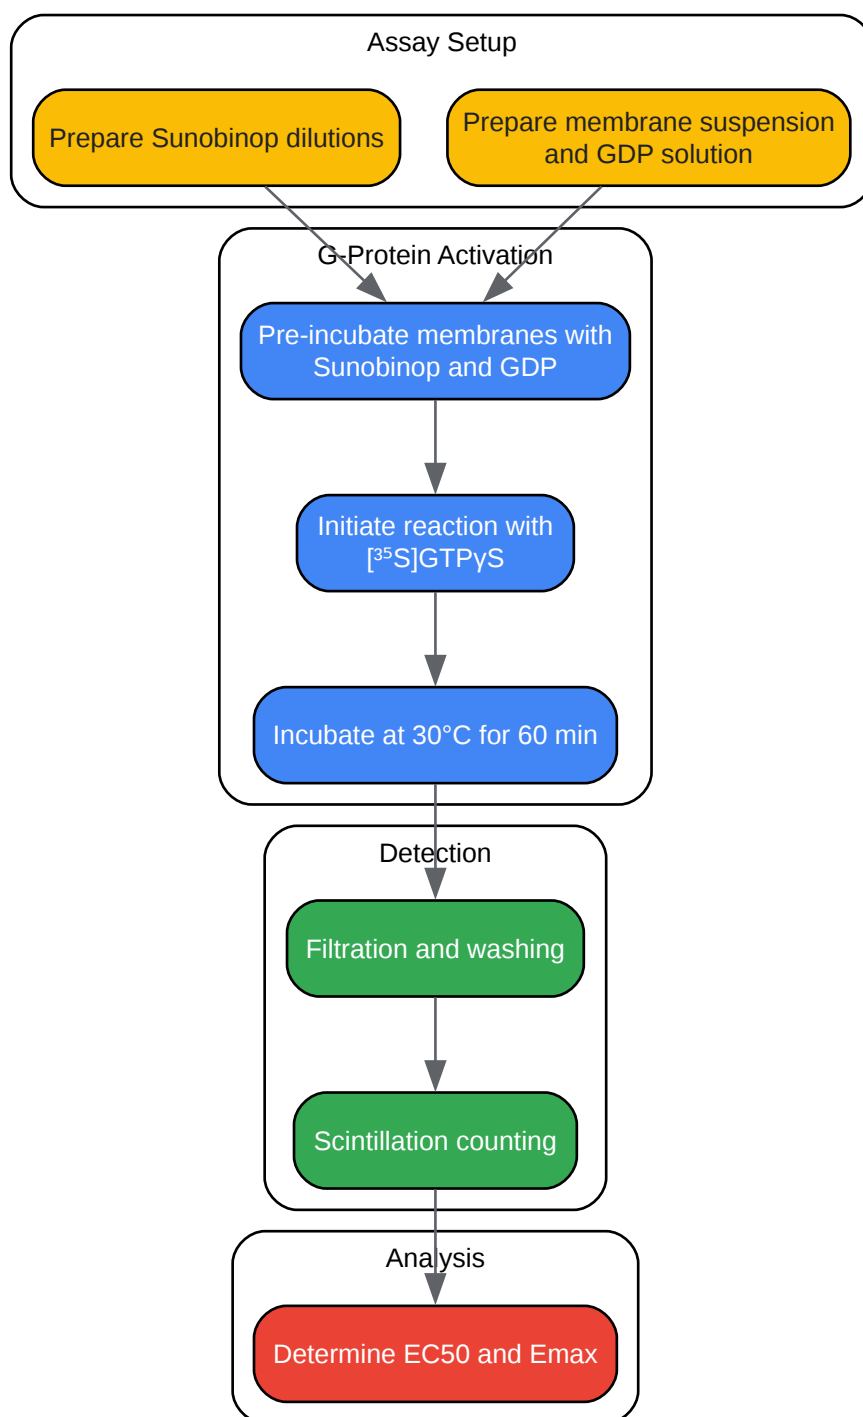 Assay Setup
Prepare Sunobinop dilutions
Prepare membrane suspension
and GDP solution
G-Protein Activation
Pre-incubate membranes with
Sunobinop and GDP
Initiate reaction with
[³⁵S]GTPγS
Incubate at 30°C for 60 min
Detection
Filtration and washing
Scintillation counting
Analysis
Determine EC50 and Emax